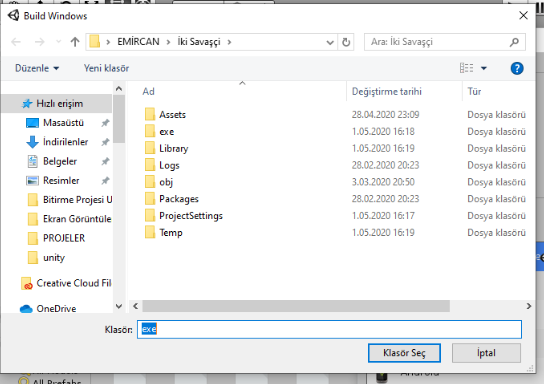 Build Windows
EMİRCAN > İki Savaşçi >
Ara: İki Savaşçi
Düzenle
Yeni klasör
Hızlı erişim
Masaüstü
İndirilenler
Belgeler
Resimler
Bitirme Projesi U
Ekran Görüntüle
PROJELER
unity
Creative Cloud File
OneDrive
Ad Değiştirme tarihi Tür
Assets 28.04.2020 23:09 Dosya klasörü
exe 1.05.2020 16:18 Dosya klasörü
Library 1.05.2020 16:19 Dosya klasörü
Logs 28.02.2020 20:23 Dosya klasörü
obj 3.03.2020 20:50 Dosya klasörü
Packages 28.02.2020 20:23 Dosya klasörü
ProjectSettings 1.05.2020 16:17 Dosya klasörü
Temp 1.05.2020 16:19 Dosya klasörü
Klasör: exe
Klasör Seç İptal
All Prefabs